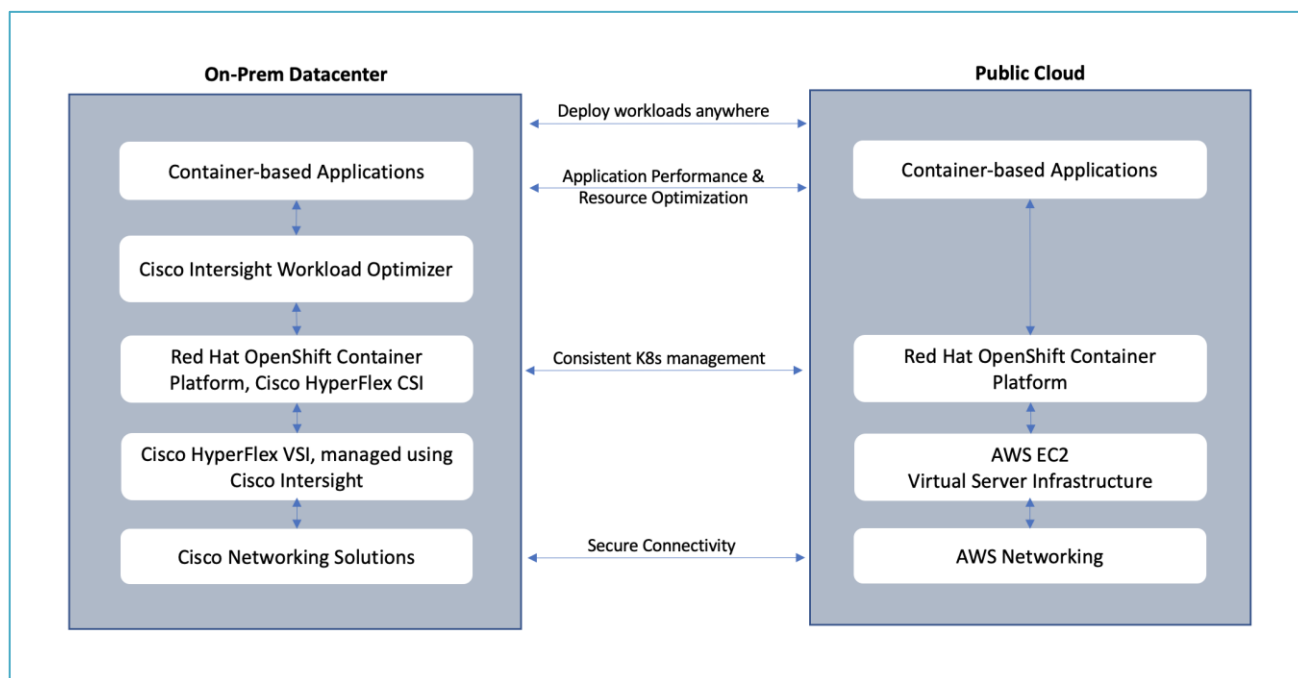 On-Prem Datacenter
Container-based Applications
Cisco Intersight Workload Optimizer
Red Hat OpenShift Container
Platform, Cisco HyperFlex CSI
Cisco HyperFlex VSI, managed using
Cisco Intersight
Cisco Networking Solutions
Deploy workloads anywhere
Application Performance &
Resource Optimization
Consistent K8s management
Secure Connectivity
Public Cloud
Container-based Applications
Red Hat OpenShift Container
Platform
AWS EC2
Virtual Server Infrastructure
AWS Networking